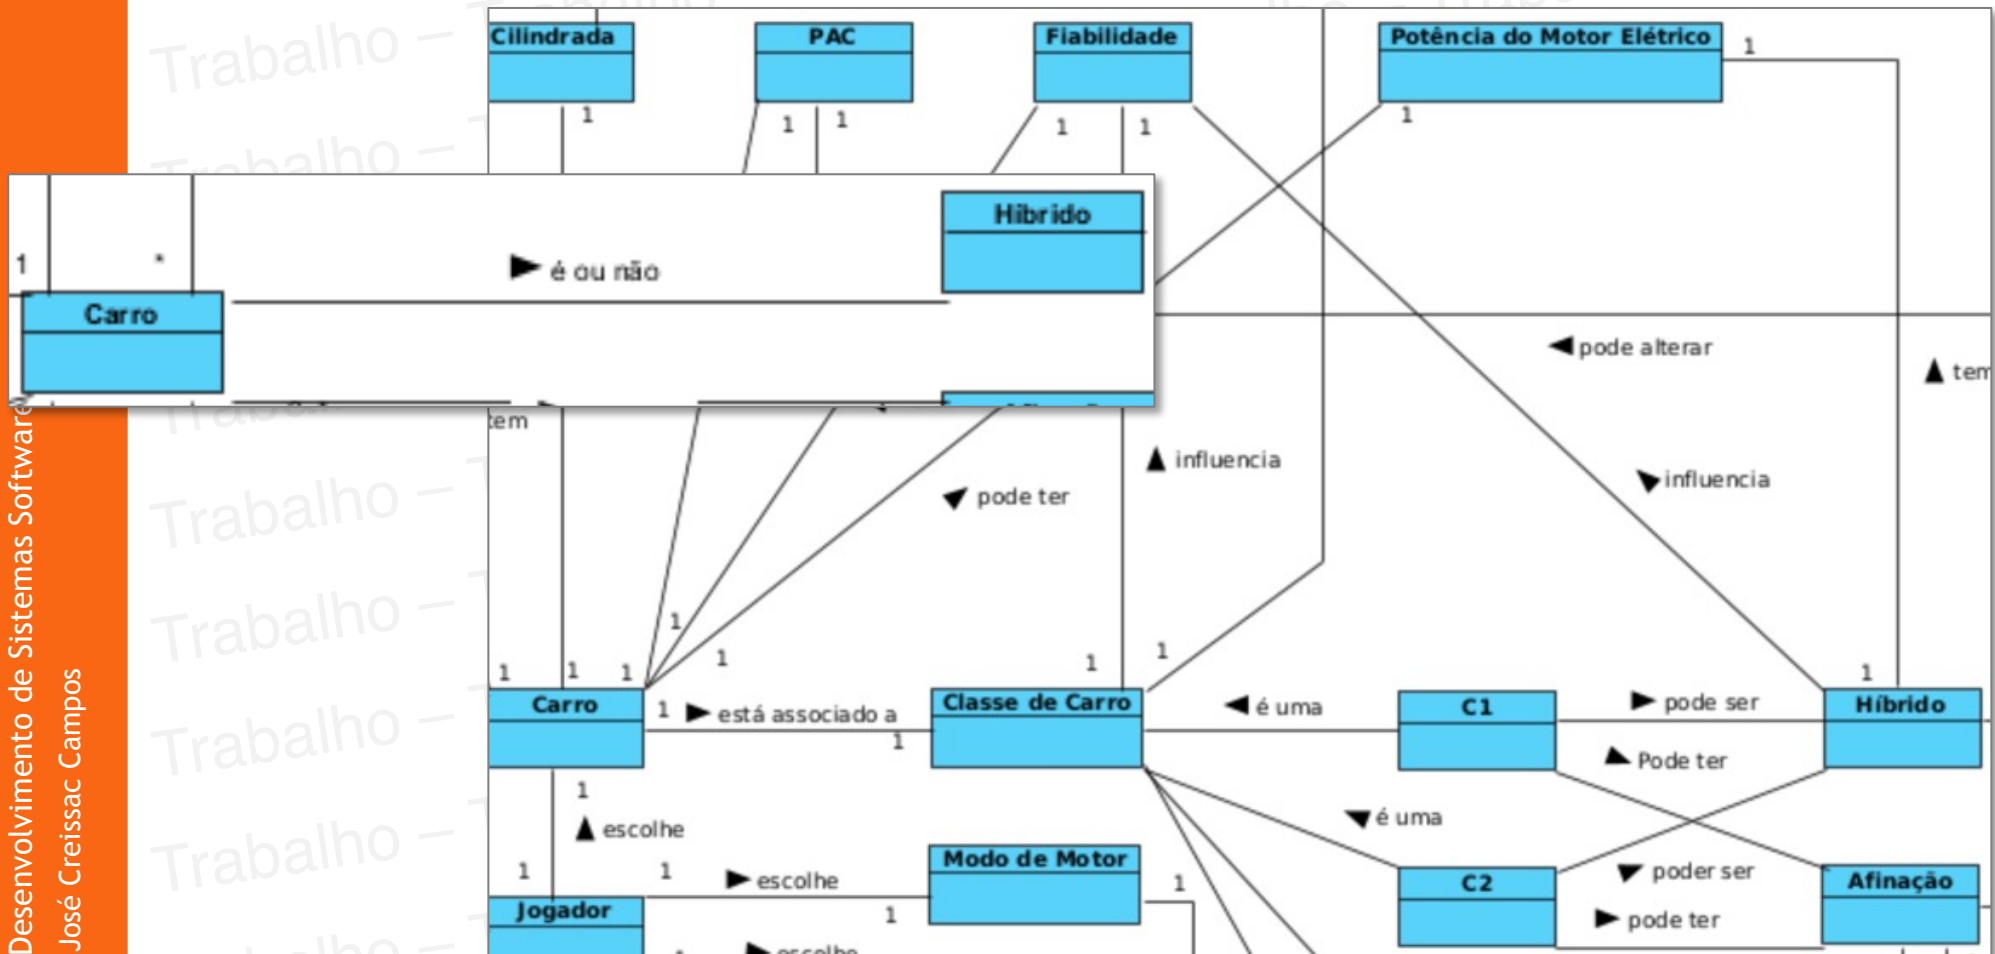 Trabalho –
Cilindrada
PAC
Fiabilidade
Potência do Motor Elétrico
1
1
1
1
1
1
1
Trabalho –
Híbrido
1
*
é ou não
Carro
pode alterar
tem
influencia
influencia
pode ter
Trabalho –
Trabalho –
Trabalho –
Trabalho –
1
1
1
1
1
1
1
1
Carro
1
está associado a
1
Classe de Carro
é uma
C1
pode ser
Híbrido
Pode ter
1
escolhe
é uma
1
1
escolhe
1
Modo de Motor
1
C2
poder ser
pode ter
Afinação
Jogador
escolhe
Desenvolvimento de Sistemas Software
José Creissac Campos